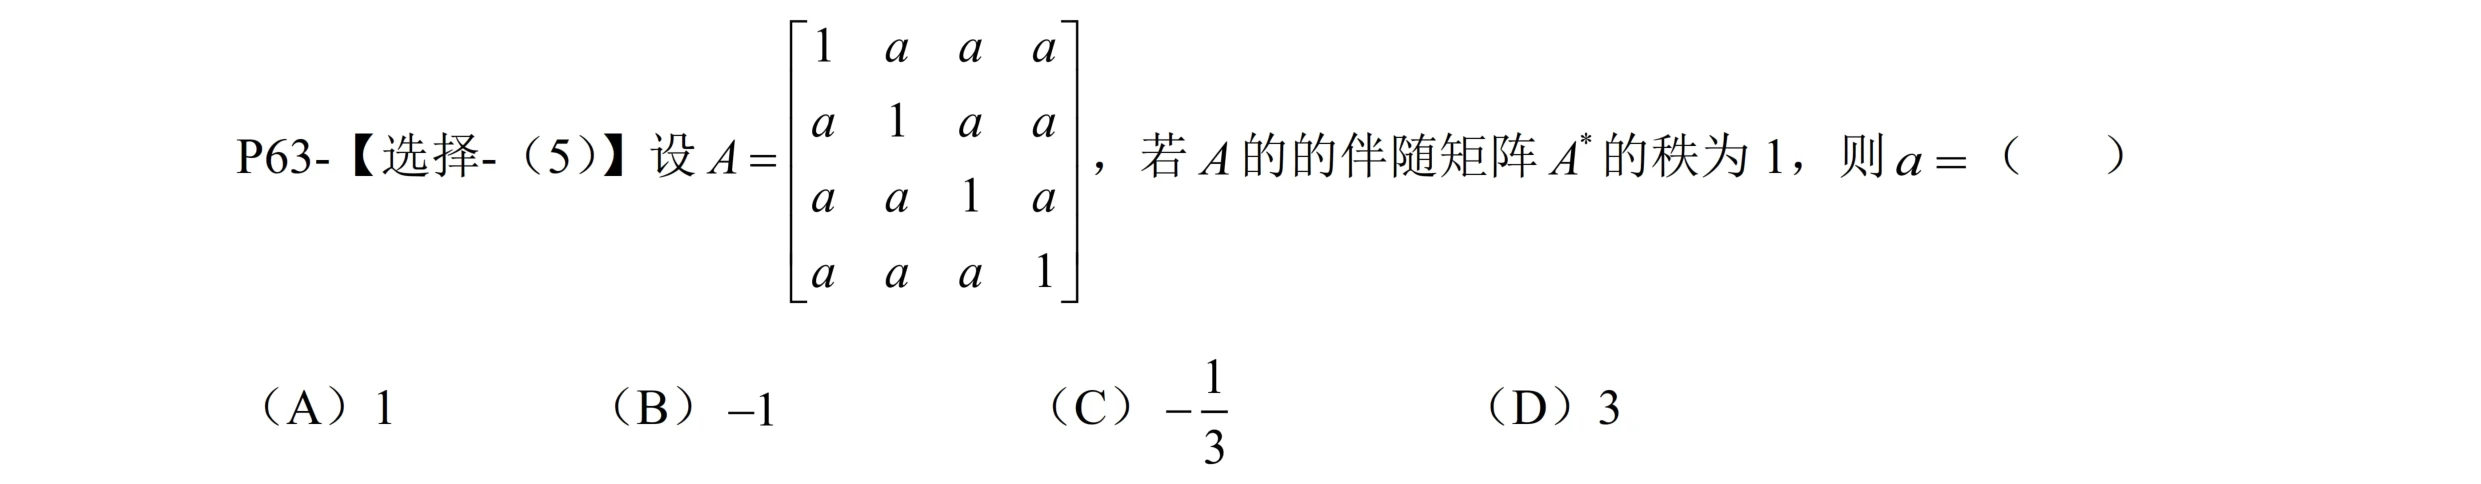 P63-【选择-（5）】设 $A=\begin{bmatrix}1 & a & a & a\\ a & 1 & a & a\\ a & a & 1 & a\\ a & a & a & 1\end{bmatrix}$，若 $A$ 的的伴随矩阵 $A^*$ 的秩为 1，则 $a=$（　　）
（A）1　　（B）$-1$　　（C）$-\frac{1}{3}$　　（D）3